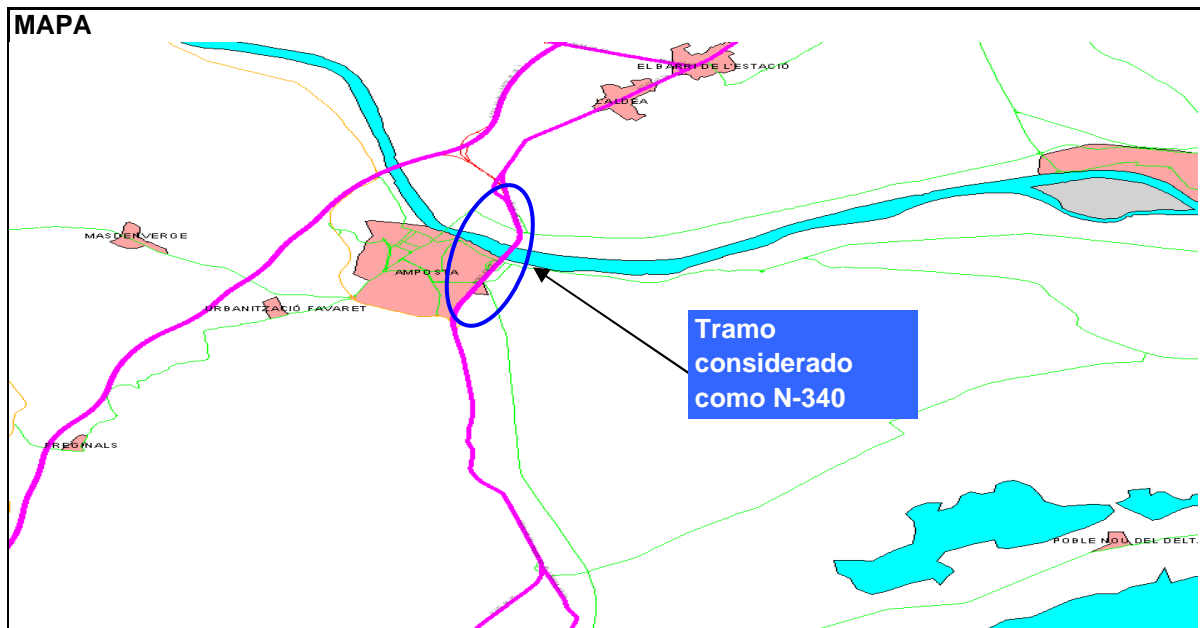 MAPA
EL BARRI DE L'ESTACIÓ
L'ALDEA
MASDENVERGE
AMPOSTA
URBANITZACIÓ FAVARET
Tramo
considerado
como N-340
FREGINALS
POBLE NOU DEL DELT.